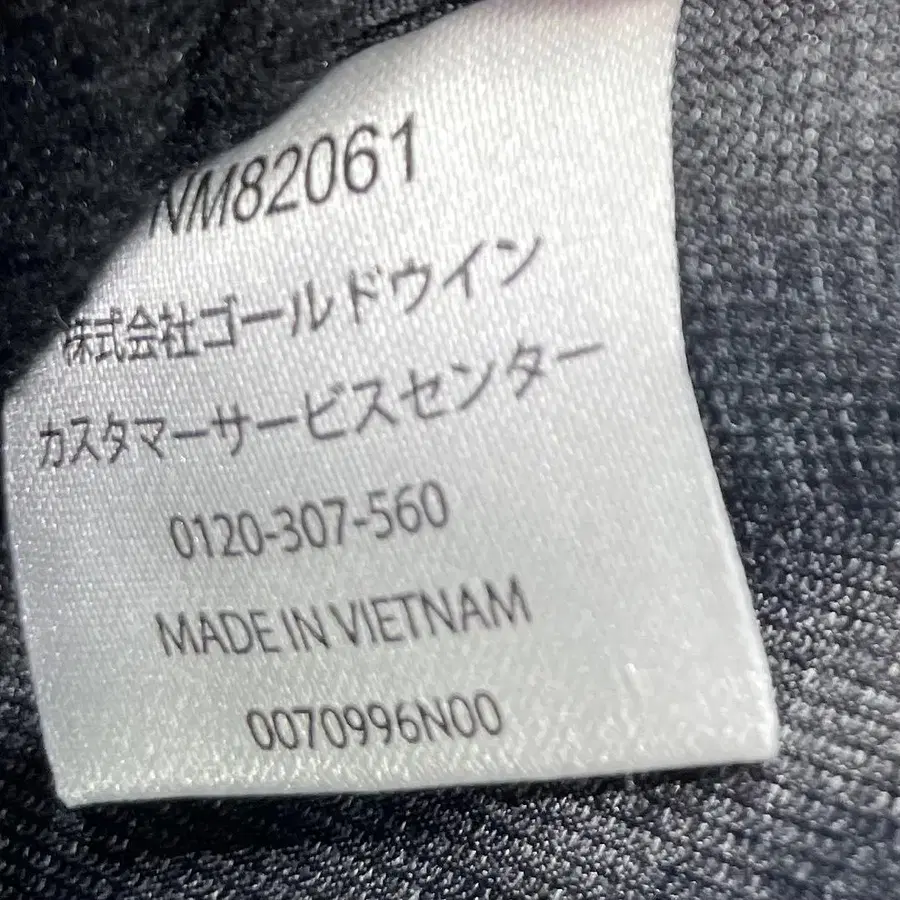 NM82061
株式会社ゴールドウイン
カスタマーサービスセンター
0120-307-560
MADE IN VIETNAM
0070996N00